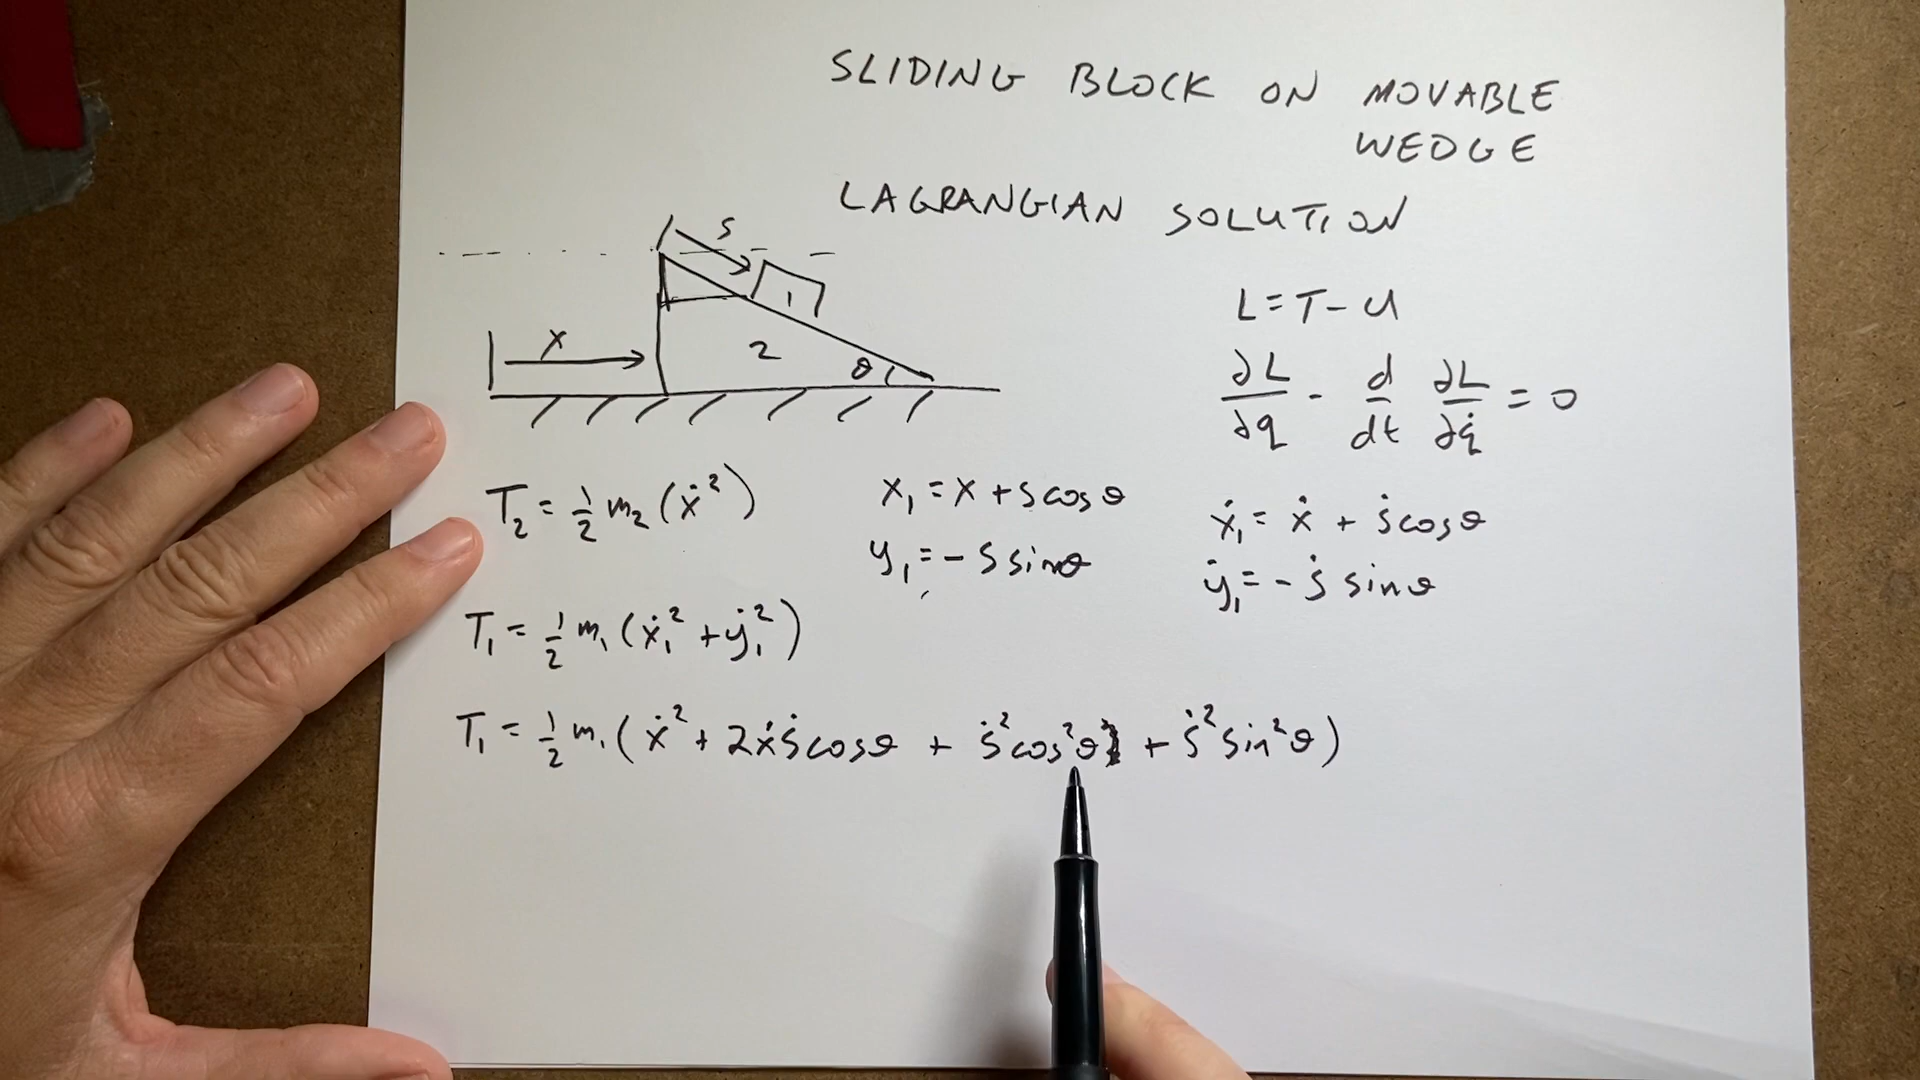 SLIDING BLOCK ON MOVABLE
WEDGE
LAGRANGIAN SOLUTION
S
1
X
2
θ
L = T - U
∂L/∂q - d/dt ∂L/∂q̇ = 0
T₂ = ½ m₂ (ẋ²)
x₁ = x + s cos θ
y₁ = - s sin θ
ẋ₁ = ẋ + ṡ cos θ
ẏ₁ = - ṡ sin θ
T₁ = ½ m₁ (ẋ₁² + ẏ₁²)
T₁ = ½ m₁ (ẋ² + 2ẋṡ cos θ + ṡ² cos² θ + ṡ² sin² θ)